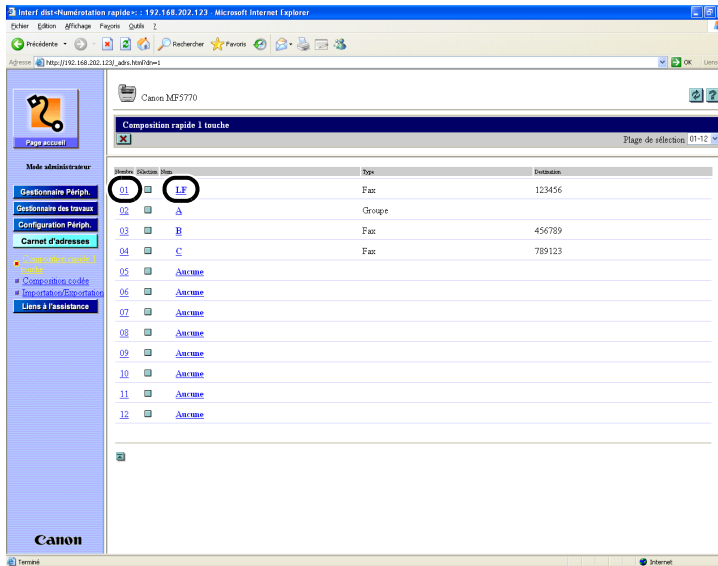 Interf dist<Numérotation rapide>: : 192.168.202.123 - Microsoft Internet Explorer
Fichier Edition Affichage Favoris Outils ?
Précédente Rechercher Favoris
Adresse http://192.168.202.123/_adrs.html?dn=1 OK Liens
Canon MF5770
Page accueil
Composition rapide 1 touche
Plage de sélection 01-12
Mode administrateur
Nombre Sélection Nom Type Destination
Gestionnaire Périph.
01 LF Fax 123456
Gestionnaire des travaux
02 A Groupe
Configuration Périph.
03 B Fax 456789
Carnet d'adresses
04 C Fax 789123
Composition rapide 1 touche
05 Aucune
Composition codée
06 Aucune
Importation/Exportation
Liens à l'assistance
07 Aucune
08 Aucune
09 Aucune
10 Aucune
11 Aucune
12 Aucune
Canon
Terminé Internet